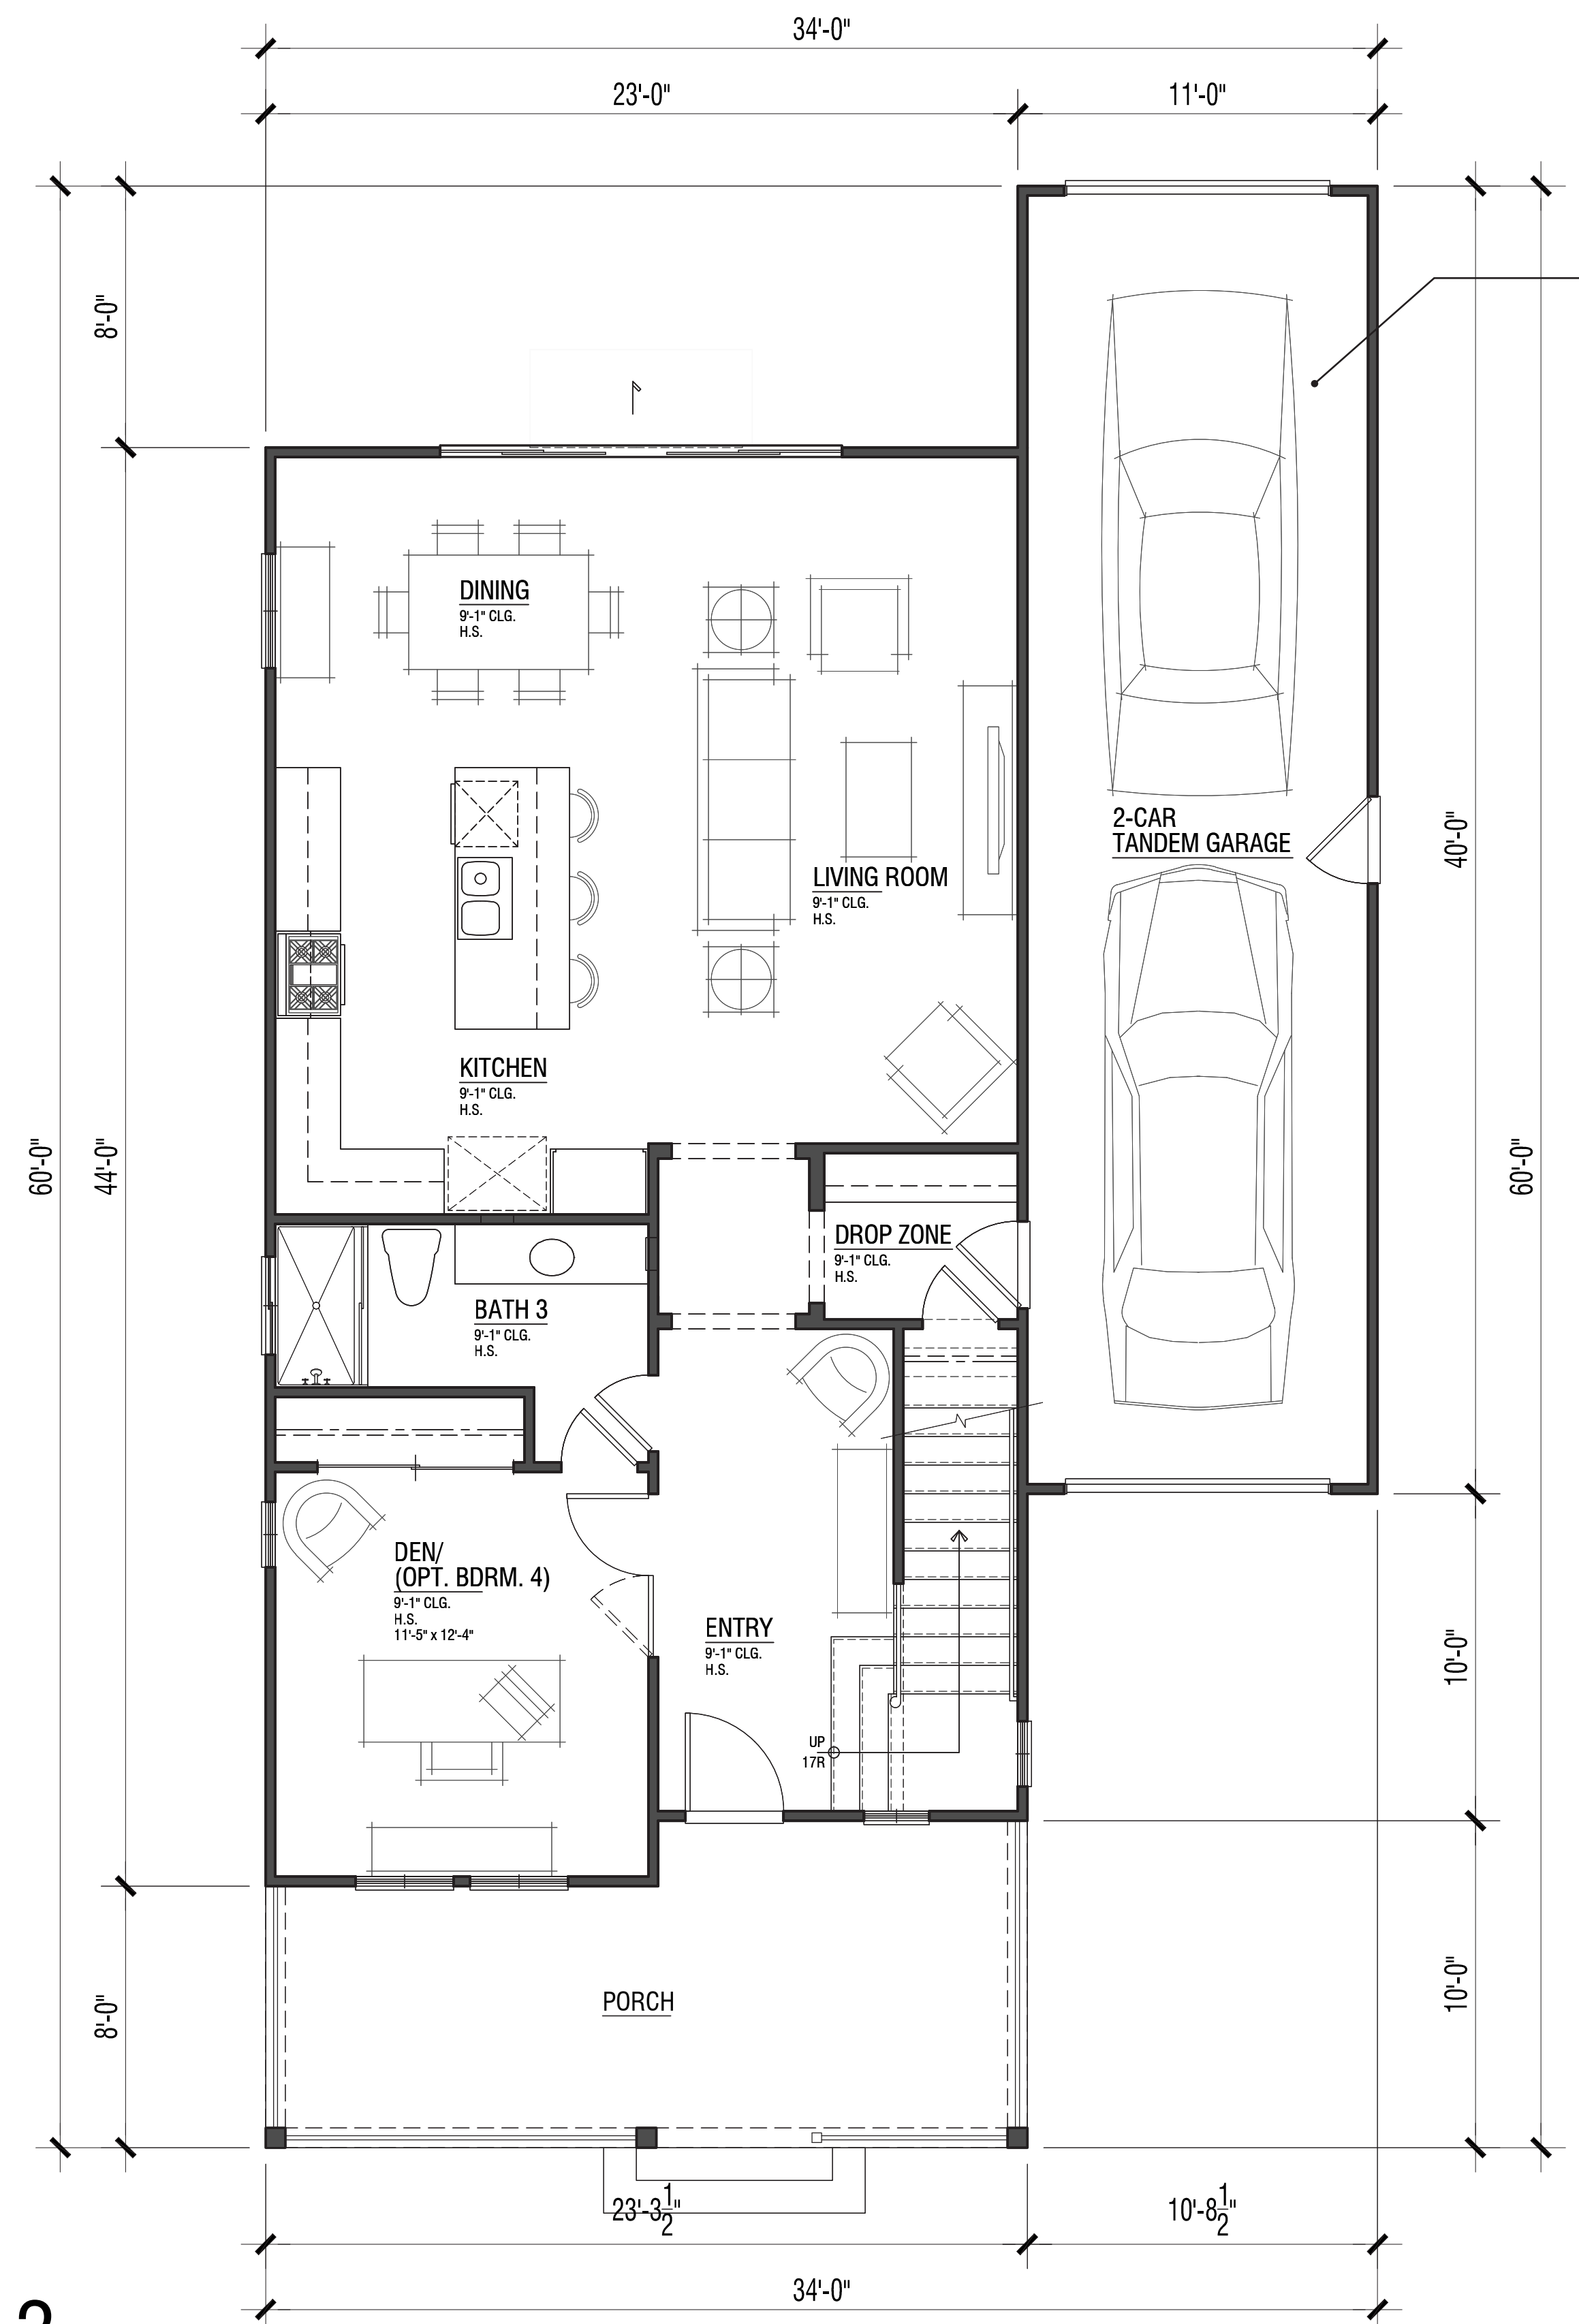 34'-0"
23'-0"
11'-0"
8'-0"
DINING
9'-1" CLG.
H.S.
2-CAR
TANDEM GARAGE
40'-0"
LIVING ROOM
9'-1" CLG.
H.S.
KITCHEN
9'-1" CLG.
H.S.
60'-0"
44'-0"
60'-0"
DROP ZONE
9'-1" CLG.
H.S.
BATH 3
9'-1" CLG.
H.S.
DEN/
(OPT. BDRM. 4)
9'-1" CLG.
H.S.
11'-5" x 12'-4"
ENTRY
9'-1" CLG.
H.S.
10'-0"
UP
17R
PORCH
8'-0"
10'-0"
23'-3 1/2"
10'-8 1/2"
34'-0"